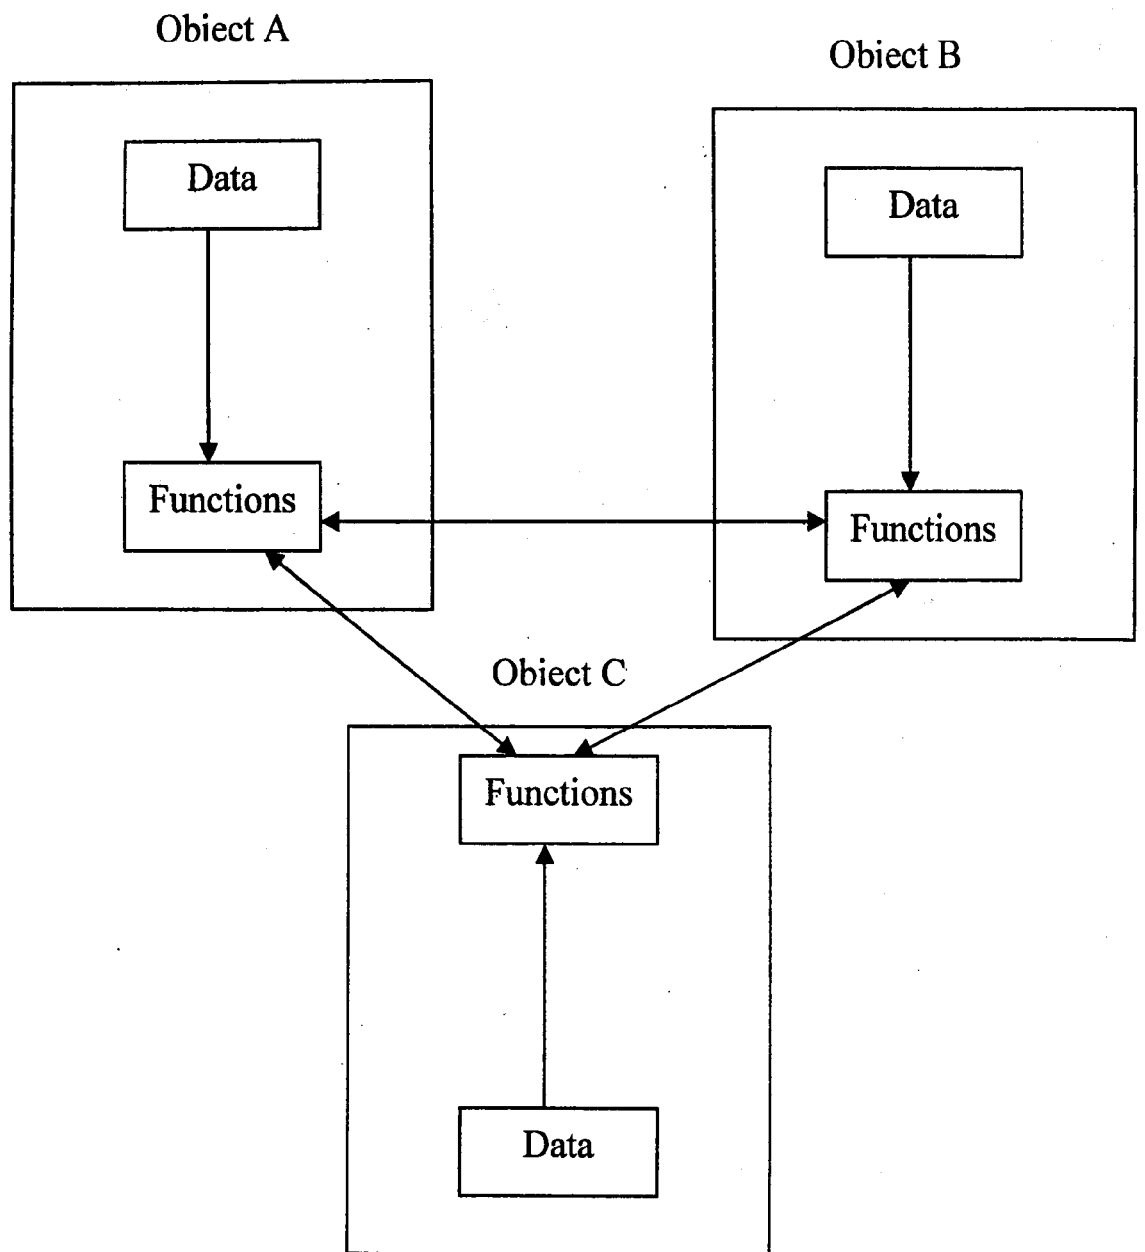 Obiect A
Obiect B
Data
Data
Functions
Functions
Obiect C
Functions
Data